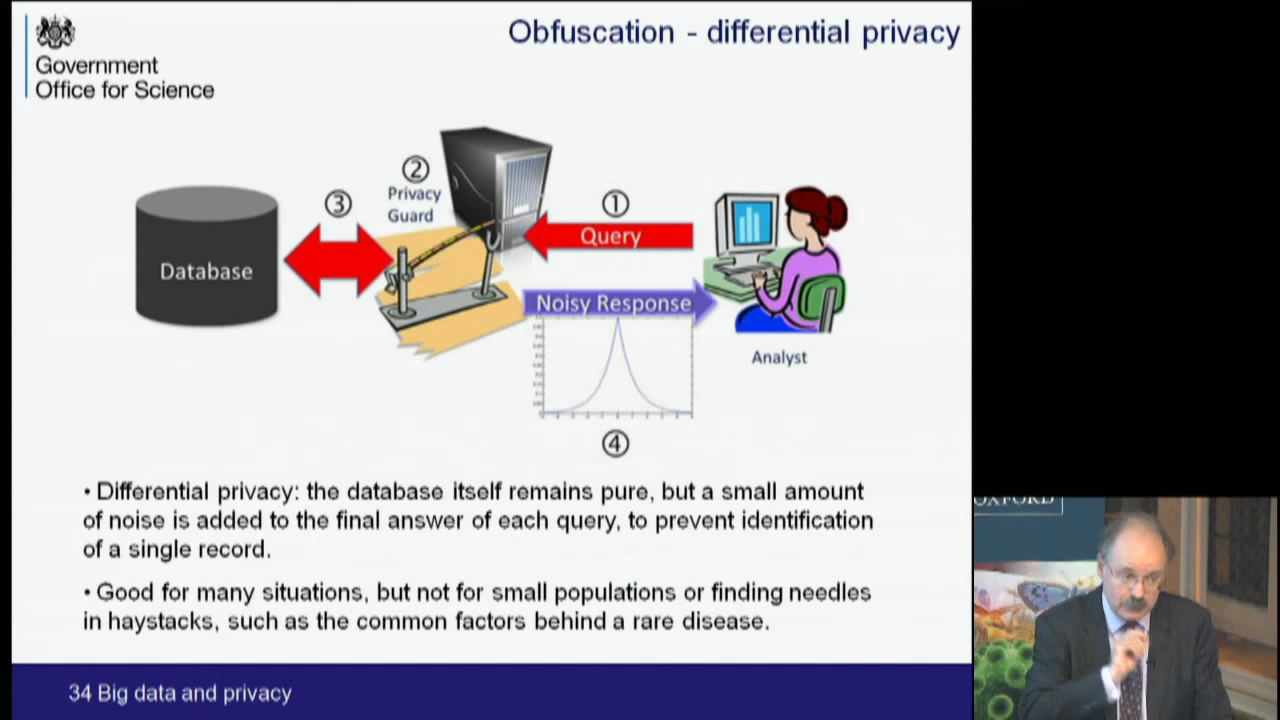 Obfuscation - differential privacy
Government
Office for Science
①
②
③
Privacy
Guard
Query
Database
Noisy Response
Analyst
④
• Differential privacy: the database itself remains pure, but a small amount
of noise is added to the final answer of each query, to prevent identification
of a single record.
• Good for many situations, but not for small populations or finding needles
in haystacks, such as the common factors behind a rare disease.
34 Big data and privacy
OXFORD